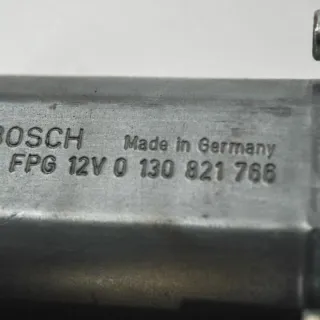 BOSCH Made in Germany
FPG 12V 0 130 821 766